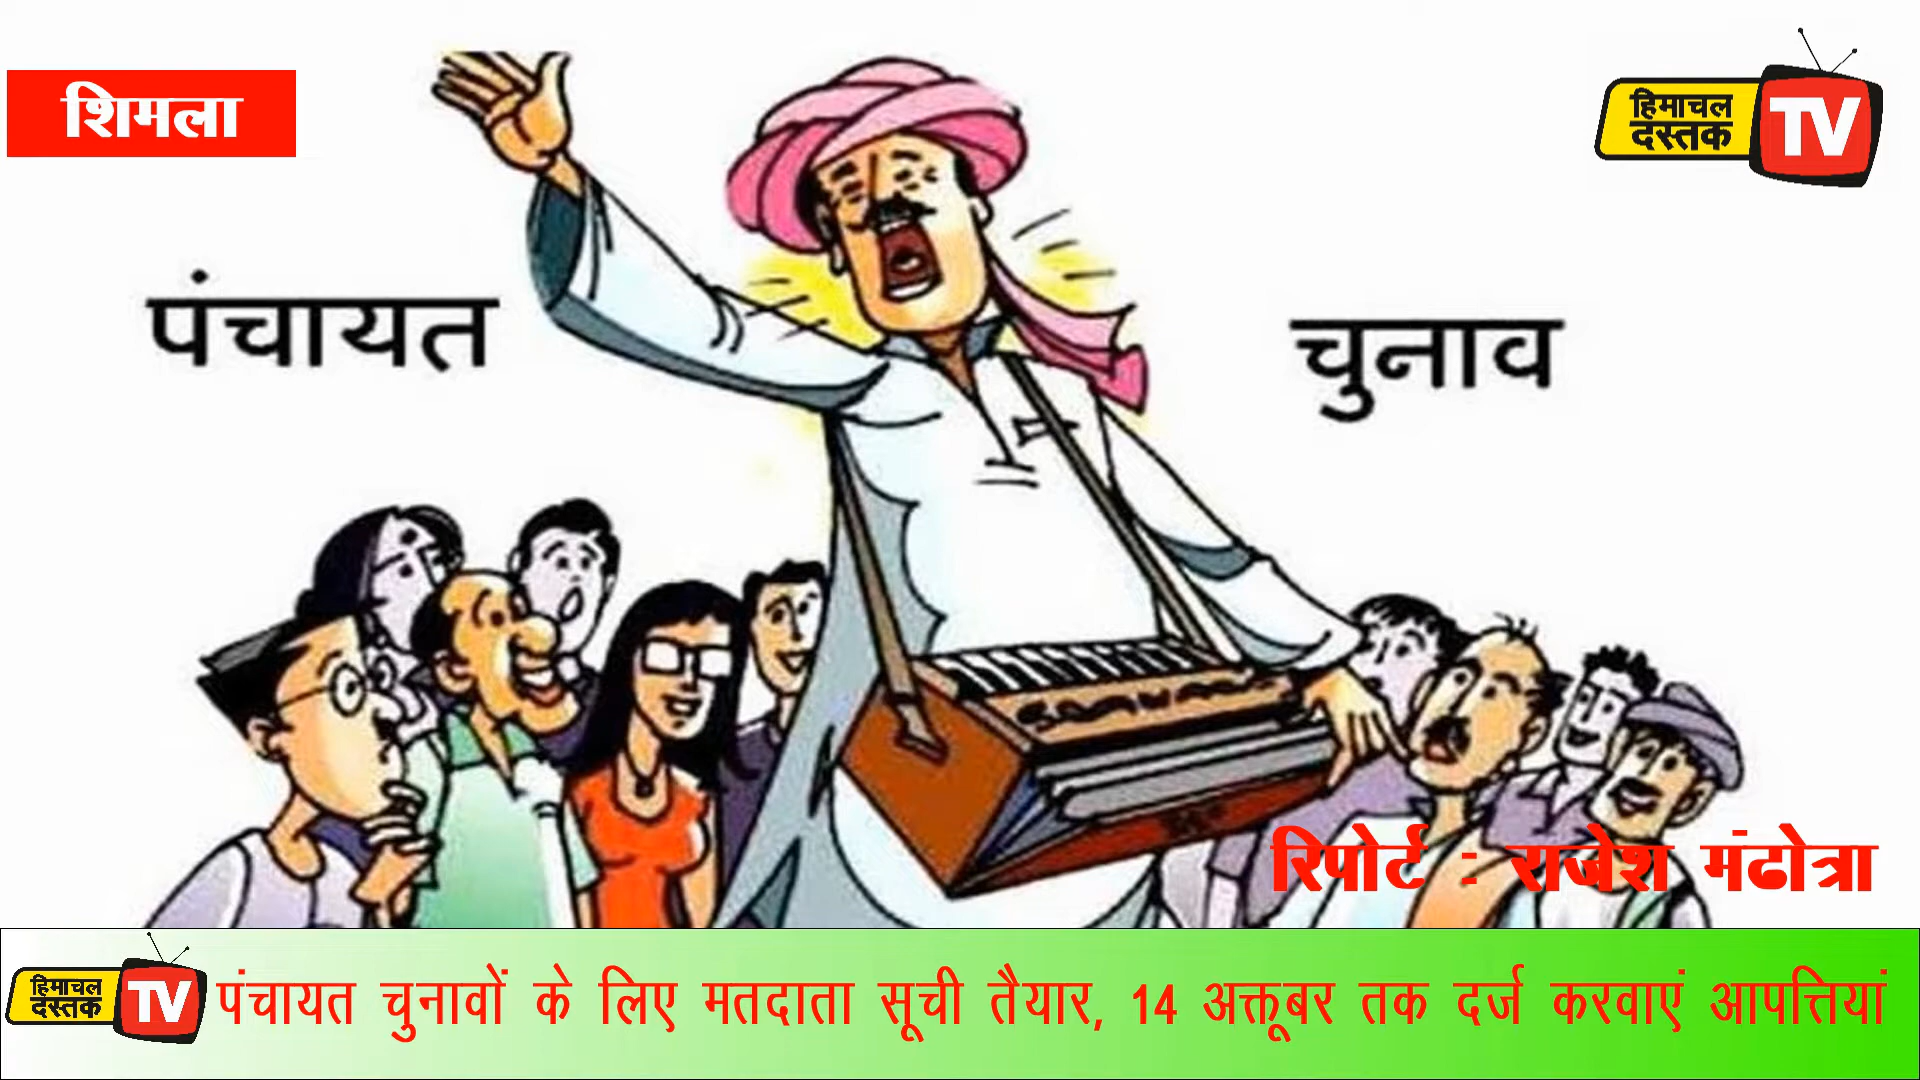 शिमला
हिमाचल
दस्तक
TV
पंचायत
चुनाव
रिपोर्ट - राजेश मंढोत्रा
हिमाचल
दस्तक
TV
पंचायत चुनावों के लिए मतदाता सूची तैयार, 14 अक्तूबर तक दर्ज करवाएं आपत्तियां